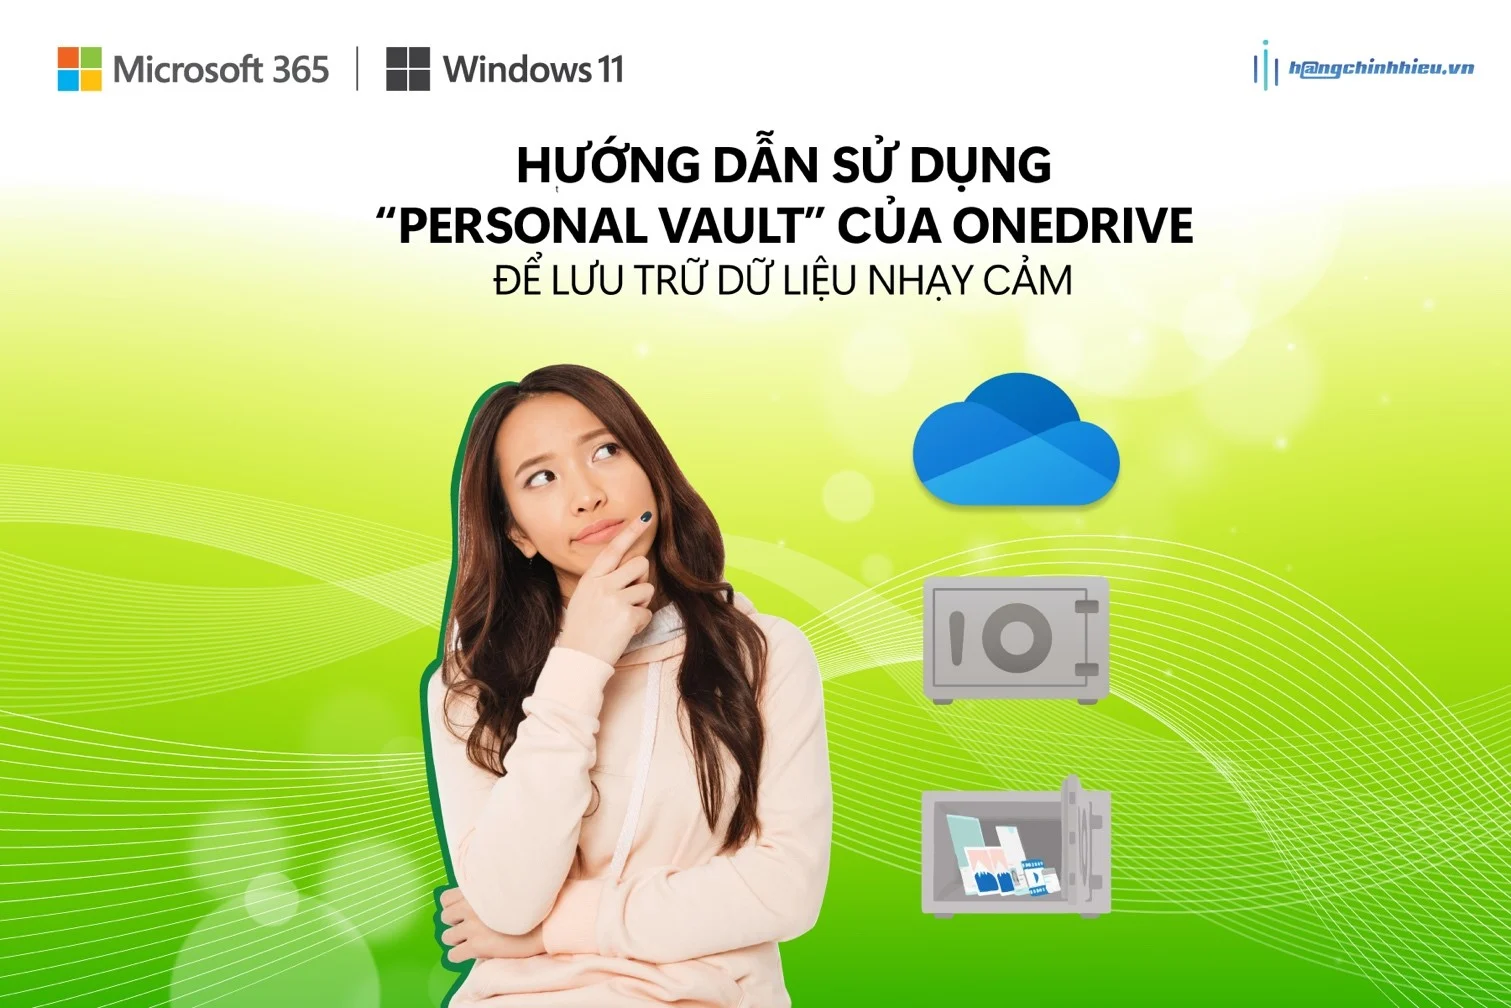 Microsoft 365 | Windows 11
h@ngchinhhieu.vn
HƯỚNG DẪN SỬ DỤNG
t
“PERSONAL VAULT” CỦA ONEDRIVE
ĐỂ LƯU TRỮ DỮ LIỆU NHẠY CẢM